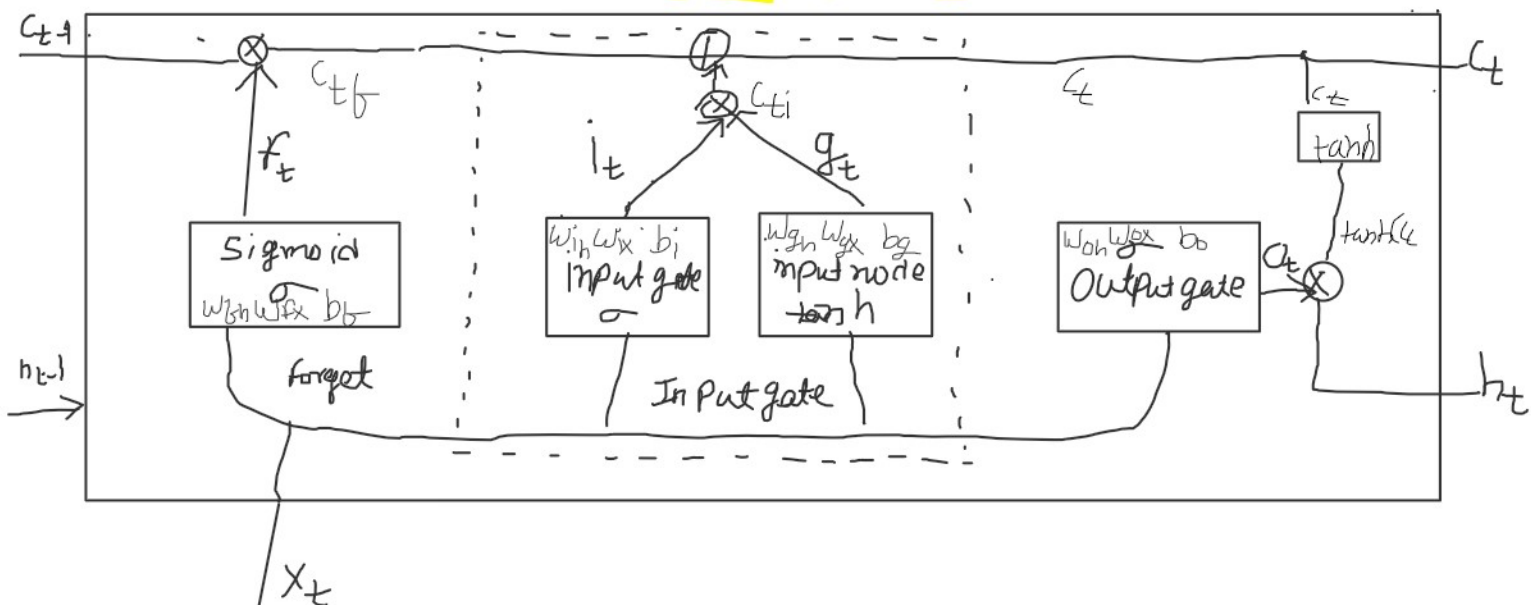 Ct-1
Ctf
Cti
Ct
Ct
Ct
ft
it
gt
tanh
Sigmoid
σ
Wfh Wfx bf
Wih Wix bi
Input gate
σ
Wgh Wgx bg
input node
tanh
Woh Wox bo
Output gate
Ot
tanh(Ct
ht-1
forget
Input gate
ht
Xt